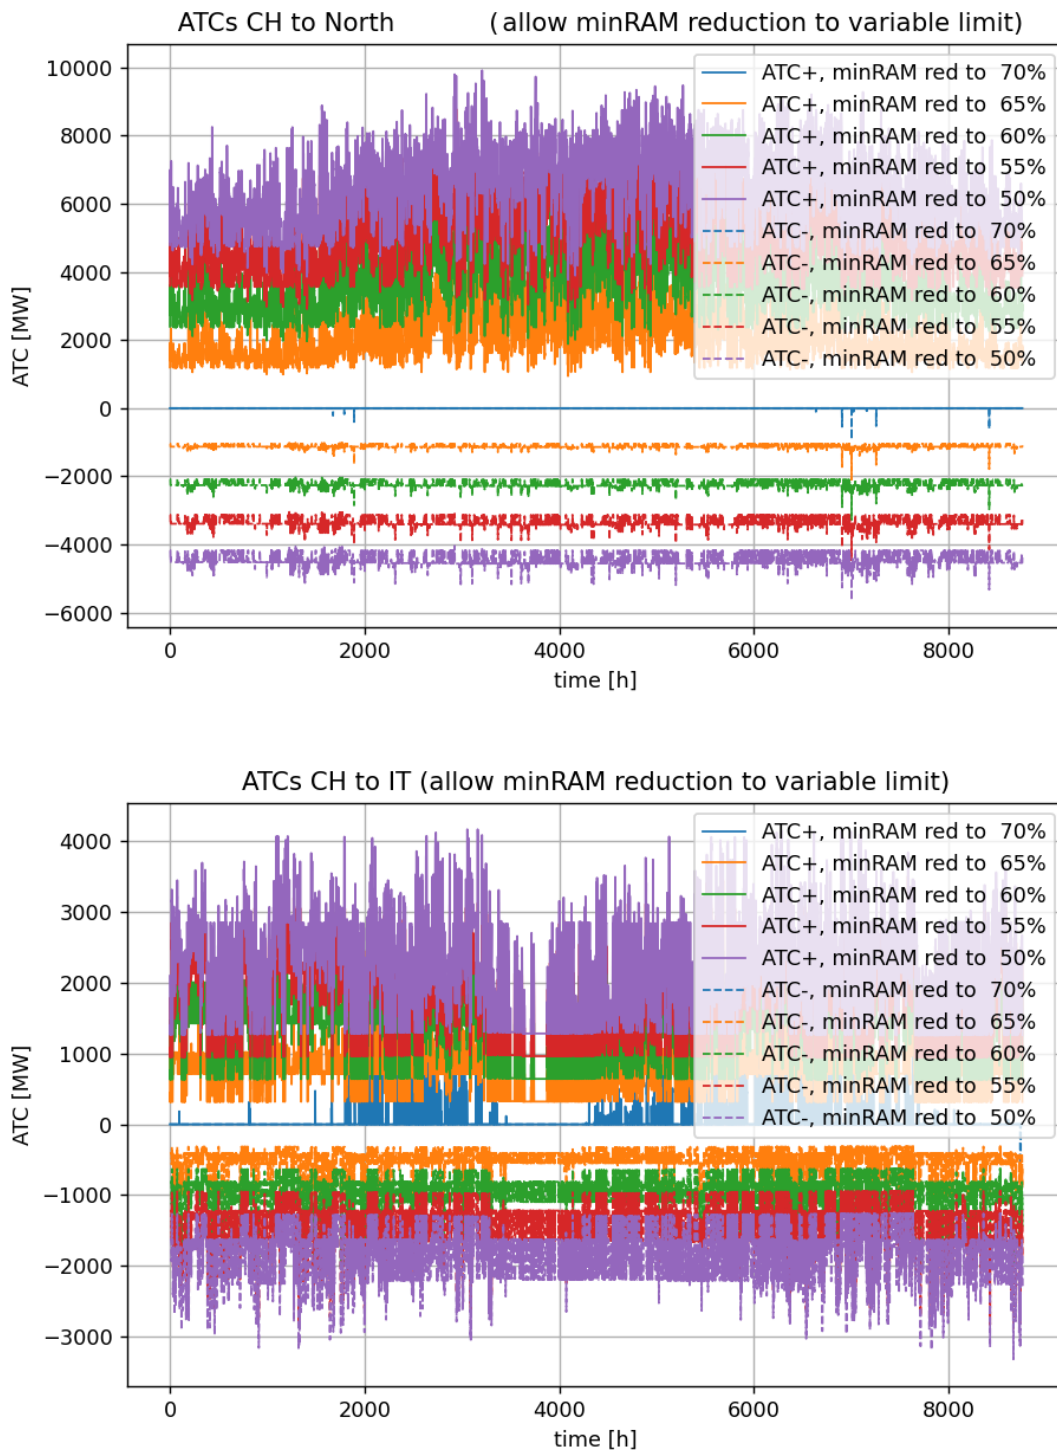 ATCs CH to North (allow minRAM reduction to variable limit)
10000
8000
6000
4000
2000
0
−2000
−4000
−6000
ATC [MW]
ATC+, minRAM red to 70%
ATC+, minRAM red to 65%
ATC+, minRAM red to 60%
ATC+, minRAM red to 55%
ATC+, minRAM red to 50%
ATC-, minRAM red to 70%
ATC-, minRAM red to 65%
ATC-, minRAM red to 60%
ATC-, minRAM red to 55%
ATC-, minRAM red to 50%
0 2000 4000 6000 8000
time [h]
ATCs CH to IT (allow minRAM reduction to variable limit)
4000
3000
2000
1000
0
−1000
−2000
−3000
ATC [MW]
ATC+, minRAM red to 70%
ATC+, minRAM red to 65%
ATC+, minRAM red to 60%
ATC+, minRAM red to 55%
ATC+, minRAM red to 50%
ATC-, minRAM red to 70%
ATC-, minRAM red to 65%
ATC-, minRAM red to 60%
ATC-, minRAM red to 55%
ATC-, minRAM red to 50%
0 2000 4000 6000 8000
time [h]